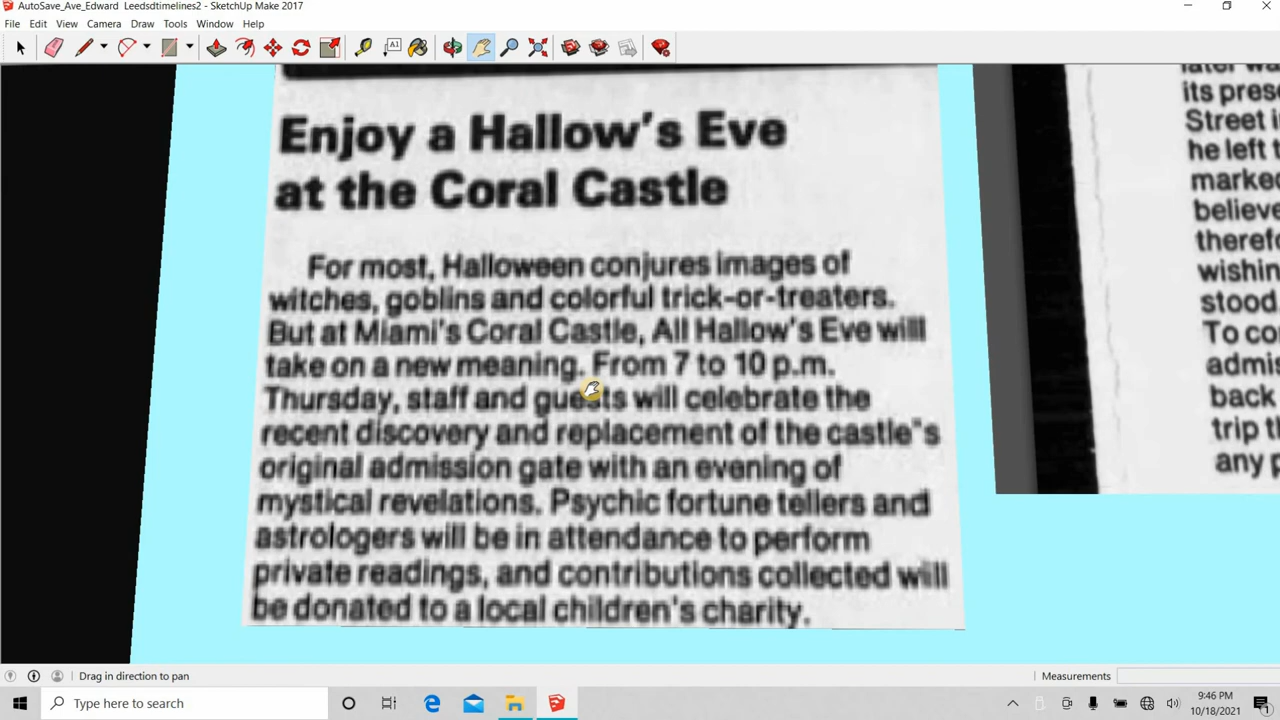 AutoSave_Ave_Edward Leedsdtimelines2 - SketchUp Make 2017
File Edit View Camera Draw Tools Window Help
A1
Enjoy a Hallow's Eve
at the Coral Castle
For most, Halloween conjures images of
witches, goblins and colorful trick-or-treaters.
But at Miami's Coral Castle, All Hallow's Eve will
take on a new meaning. From 7 to 10 p.m.
Thursday, staff and guests will celebrate the
recent discovery and replacement of the castle"s
original admission gate with an evening of
mystical revelations. Psychic fortune tellers and
astrologers will be in attendance to perform
private readings, and contributions collected will
be donated to a local children's charity.
its pres
Street i
he left t
marked
believe
theref
wishin
stood
To co
admis
back
trip th
any p
Drag in direction to pan
Measurements
Type here to search
9:46 PM
10/18/2021
1